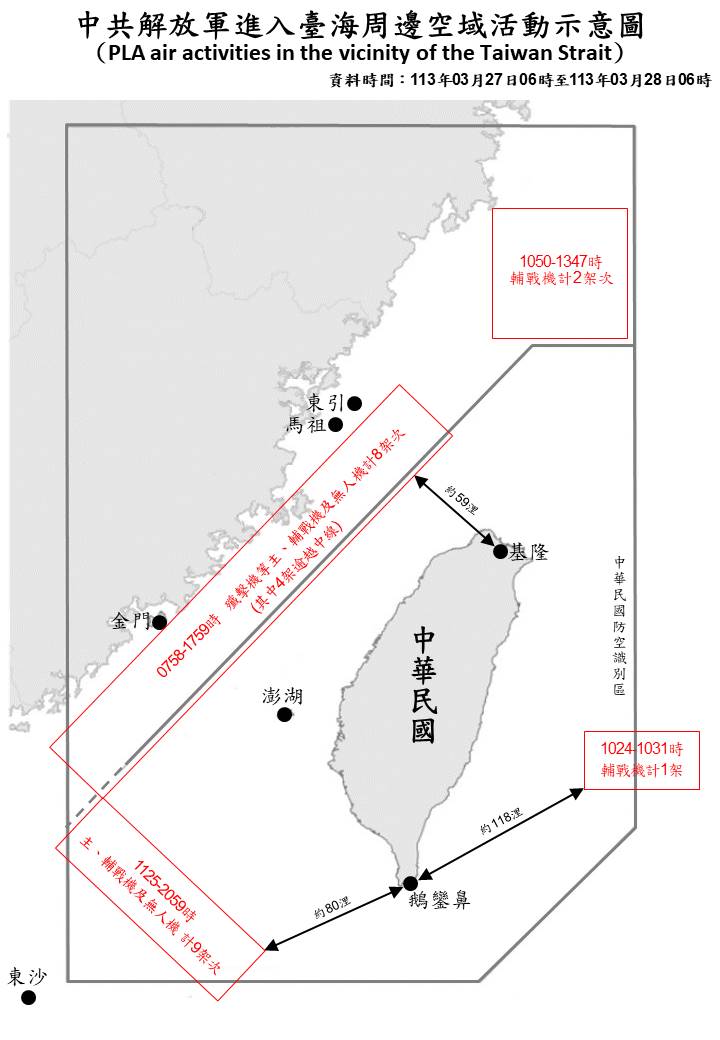 中共解放軍進入臺海周邊空域活動示意圖
（PLA air activities in the vicinity of the Taiwan Strait）
資料時間：113年03月27日06時至113年03月28日06時
1050-1347時
輔戰機計2架次
東引
馬祖
0758-1759時 殲擊機等主、輔戰機及無人機計8架次
(其中4架逾越中線)
約59浬
基隆
中華民國防空識別區
金門
中華民國
澎湖
1024-1031時
輔戰機計1架
約118浬
1125-2059時
主、輔戰機及無人機 計9架次
約80浬
鵝鑾鼻
東沙